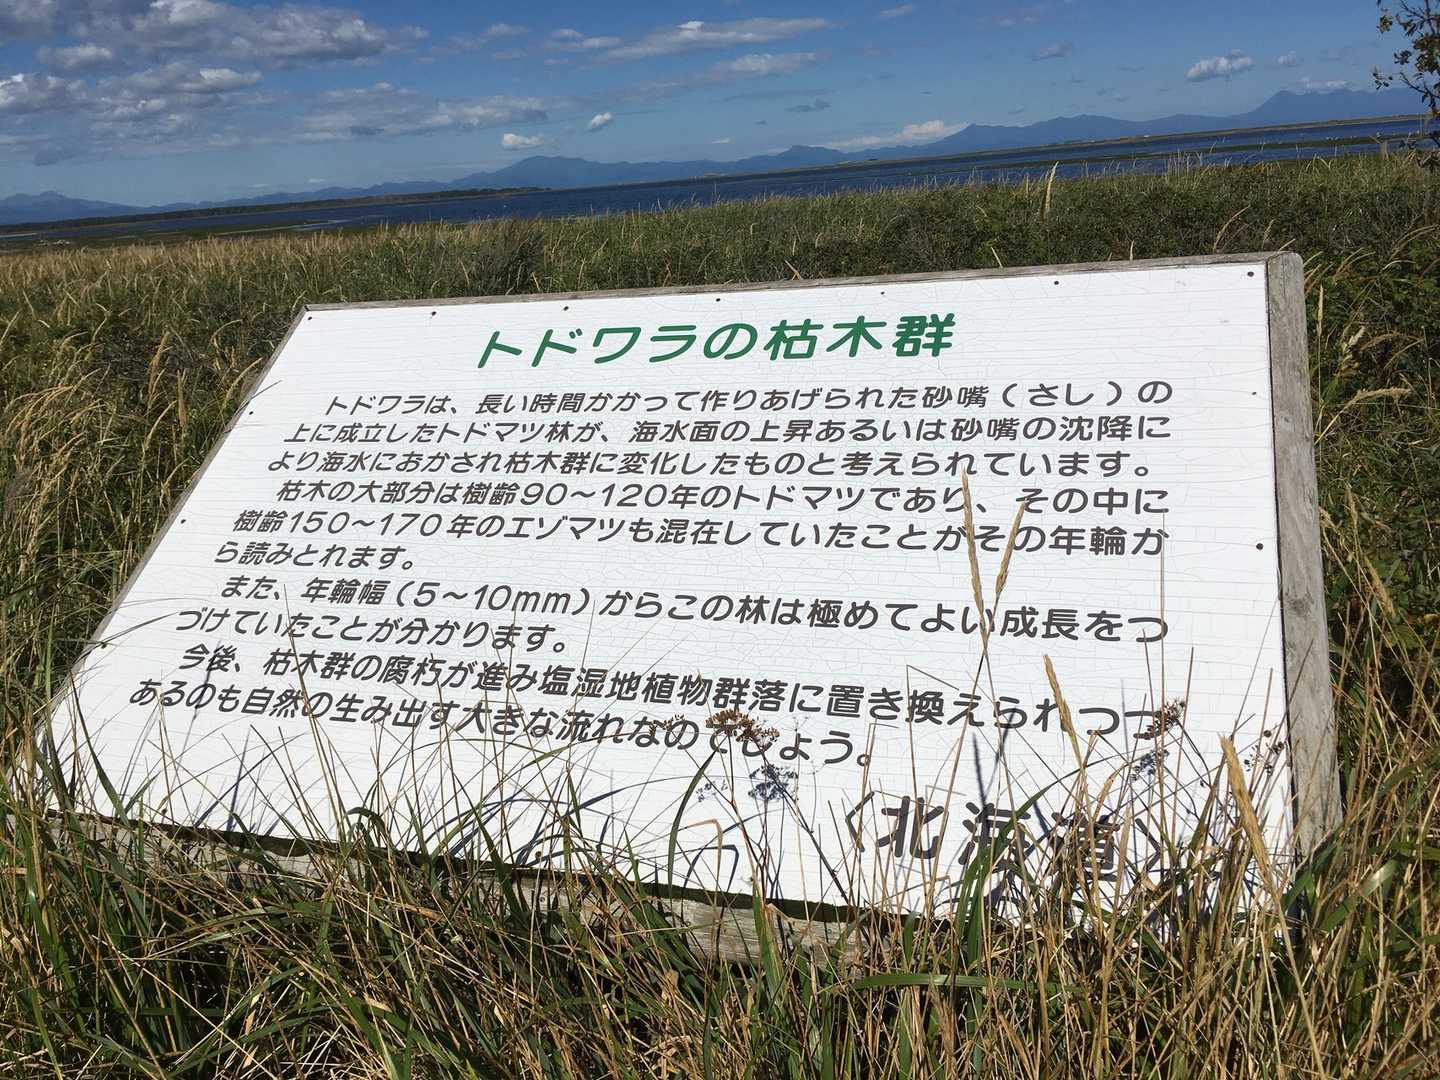 トドワラの枯木群
トドワラは、長い時間かかって作りあげられた砂嘴(さし)の
上に成立したトドマツ林が、海水面の上昇あるいは砂嘴の沈降に
より海水におかされ枯木群に変化したものと考えられています。
枯木の大部分は樹齢90〜120年のトドマツであり、その中に
樹齢150〜170年のエゾマツも混在していたことがその年輪か
ら読みとれます。
また、年輪幅(5〜10mm)からこの林は極めてよい成長をつ
づけていたことが分かります。
今後、枯木群の腐朽が進み塩湿地植物群落に置き換えられつつ
あるのも自然の生み出す大きな流れなのでしょう。
〈北海道〉